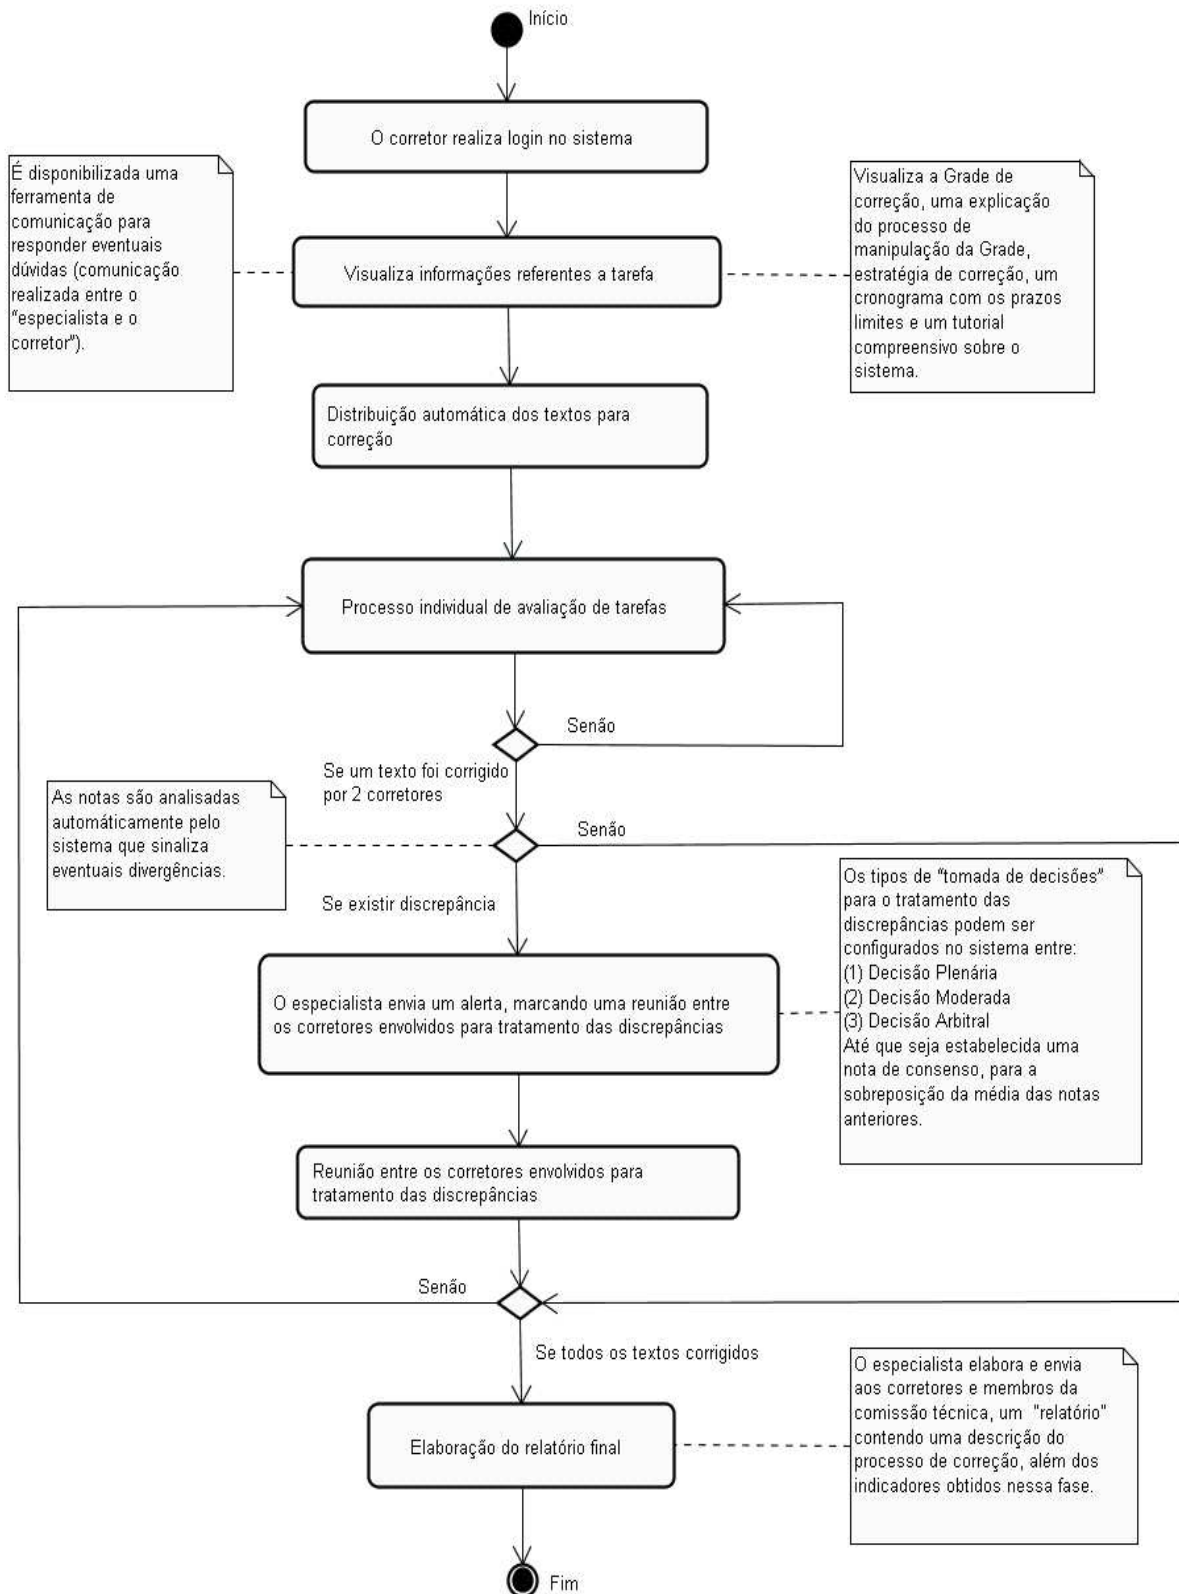 Início
O corretor realiza login no sistema
É disponibilizada uma
ferramenta de
comunicação para
responder eventuais
dúvidas (comunicação
realizada entre o
"especialista e o
corretor").
Visualiza informações referentes a tarefa
Visualiza a Grade de
correção, uma explicação
do processo de
manipulação da Grade,
estratégia de correção, um
cronograma com os prazos
limites e um tutorial
compreensivo sobre o
sistema.
Distribuição automática dos textos para
correção
Processo individual de avaliação de tarefas
Senão
Se um texto foi corrigido
por 2 corretores
As notas são analisadas
automáticamente pelo
sistema que sinaliza
eventuais divergências.
Senão
Se existir discrepância
Os tipos de "tomada de decisões"
para o tratamento das
discrepâncias podem ser
configurados no sistema entre:
(1) Decisão Plenária
(2) Decisão Moderada
(3) Decisão Arbitral
Até que seja estabelecida uma
nota de consenso, para a
sobreposição da média das notas
anteriores.
O especialista envia um alerta, marcando uma reunião entre
os corretores envolvidos para tratamento das discrepâncias
Reunião entre os corretores envolvidos para
tratamento das discrepâncias
Senão
Se todos os textos corrigidos
O especialista elabora e envia
aos corretores e membros da
comissão técnica, um "relatório"
contendo uma descrição do
processo de correção, além dos
indicadores obtidos nessa fase.
Elaboração do relatório final
Fim